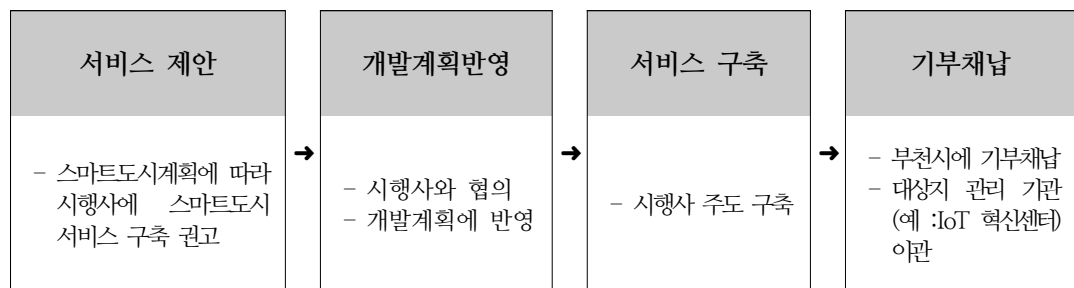 서비스 제안
- 스마트도시계획에 따라
시행사에 스마트도시
서비스 구축 권고
➜
개발계획반영
- 시행사와 협의
- 개발계획에 반영
➜
서비스 구축
- 시행사 주도 구축
➜
기부채납
- 부천시에 기부채납
- 대상지 관리 기관
(예 :IoT 혁신센터)
이관